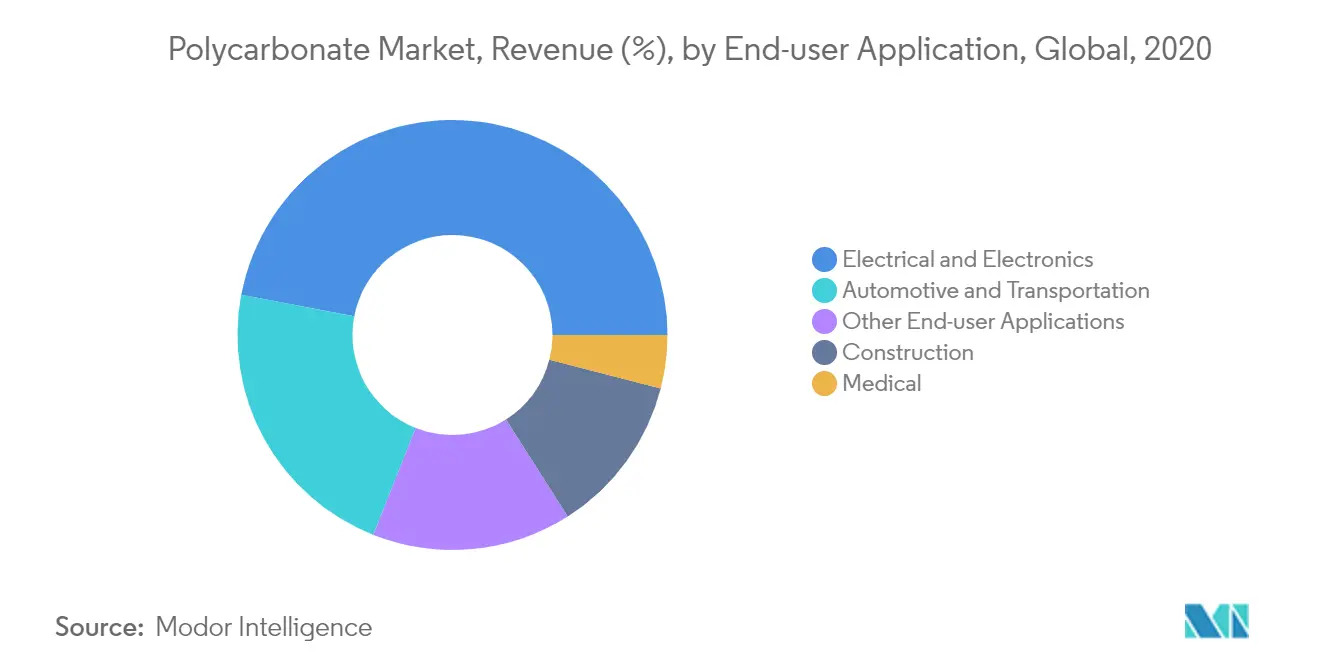 Polycarbonate Market, Revenue (%), by End-user Application, Global, 2020
Electrical and Electronics
Automotive and Transportation
Other End-user Applications
Construction
Medical
Source: Modor Intelligence